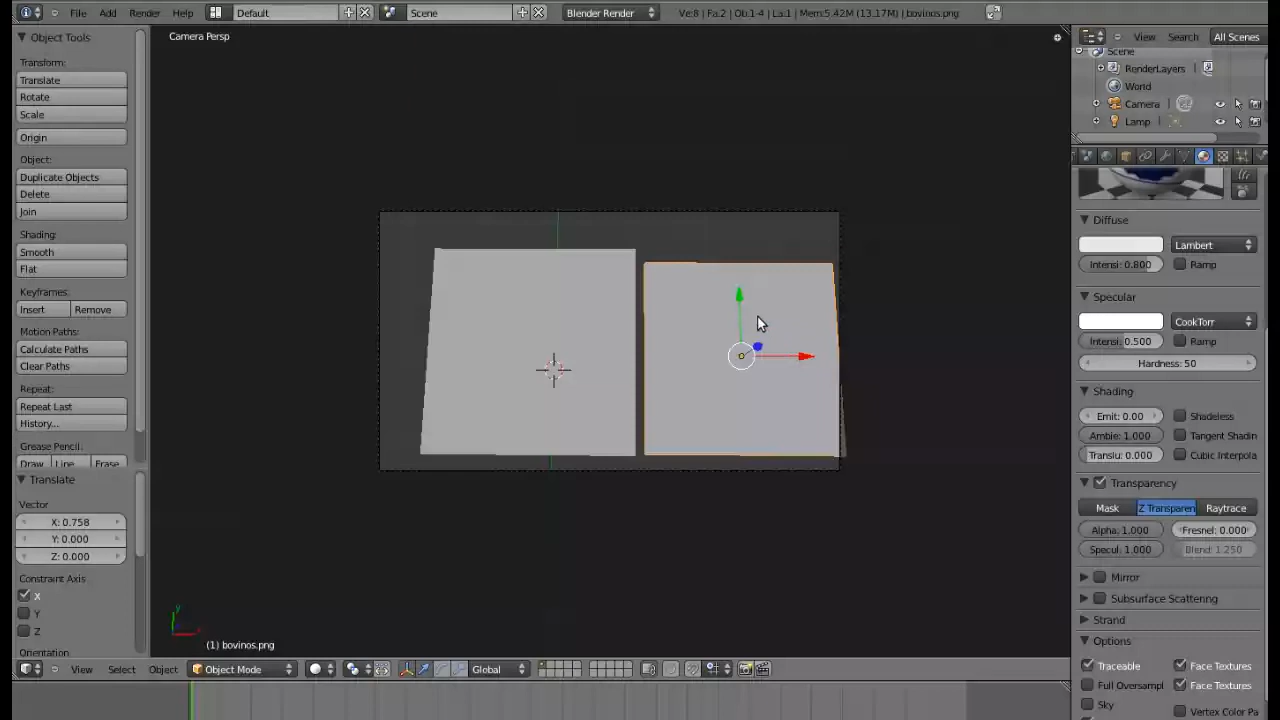 File Add Render Help Default Scene Blender Render Ve:8 | Fa:2 | Ob:1-4 | La:1 | Mem:5.42M (13.17M) | bovinos.png
Object Tools
Transform:
Translate
Rotate
Scale
Origin
Object:
Duplicate Objects
Delete
Join
Shading:
Smooth
Flat
Keyframes:
Insert Remove
Motion Paths:
Calculate Paths
Clear Paths
Repeat:
Repeat Last
History...
Grease Pencil:
Draw Line Erase
Translate
Vector
X: 0.758
Y: 0.000
Z: 0.000
Constraint Axis
X
Y
Z
Orientation
Camera Persp
y
(1) bovinos.png
View Select Object Object Mode Global
View Search All Scenes
Scene
RenderLayers
World
Camera
Lamp
Diffuse
Lambert
Intensi: 0.800 Ramp
Specular
CookTorr
Intensi: 0.500 Ramp
Hardness: 50
Shading
Emit: 0.00 Shadeless
Ambie: 1.000 Tangent Shadin
Translu: 0.000 Cubic Interpola
Transparency
Mask Z Transparen Raytrace
Alpha: 1.000 Fresnel: 0.000
Specul: 1.000 Blend: 1.250
Mirror
Subsurface Scattering
Strand
Options
Traceable Face Textures
Full Oversampl Face Textures
Sky
Vertex Color Pa